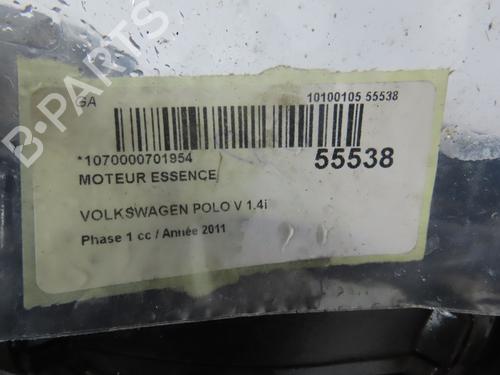 GA 10100105 55538
*1070000701954 55538
MOTEUR ESSENCE
VOLKSWAGEN POLO V 1.4i
Phase 1 cc / Année 2011
B-PARTS